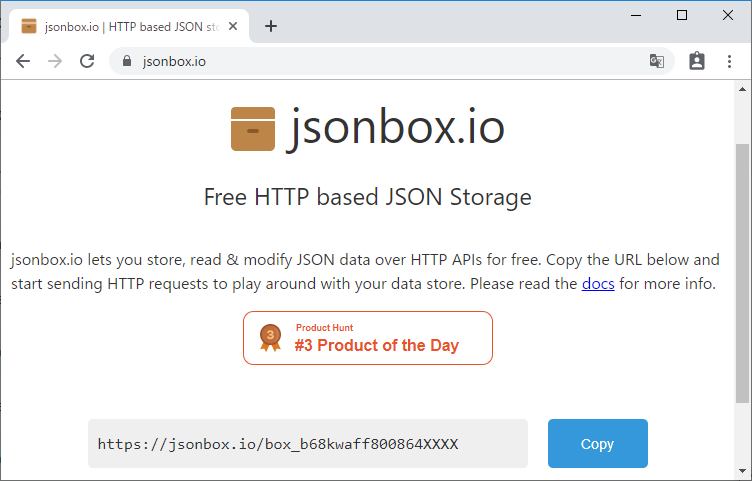 jsonbox.io | HTTP based JSON sto
jsonbox.io
jsonbox.io
Free HTTP based JSON Storage
jsonbox.io lets you store, read & modify JSON data over HTTP APIs for free. Copy the URL below and
start sending HTTP requests to play around with your data store. Please read the docs for more info.
3
Product Hunt
#3 Product of the Day
https://jsonbox.io/box_b68kwaff800864XXXX
Copy